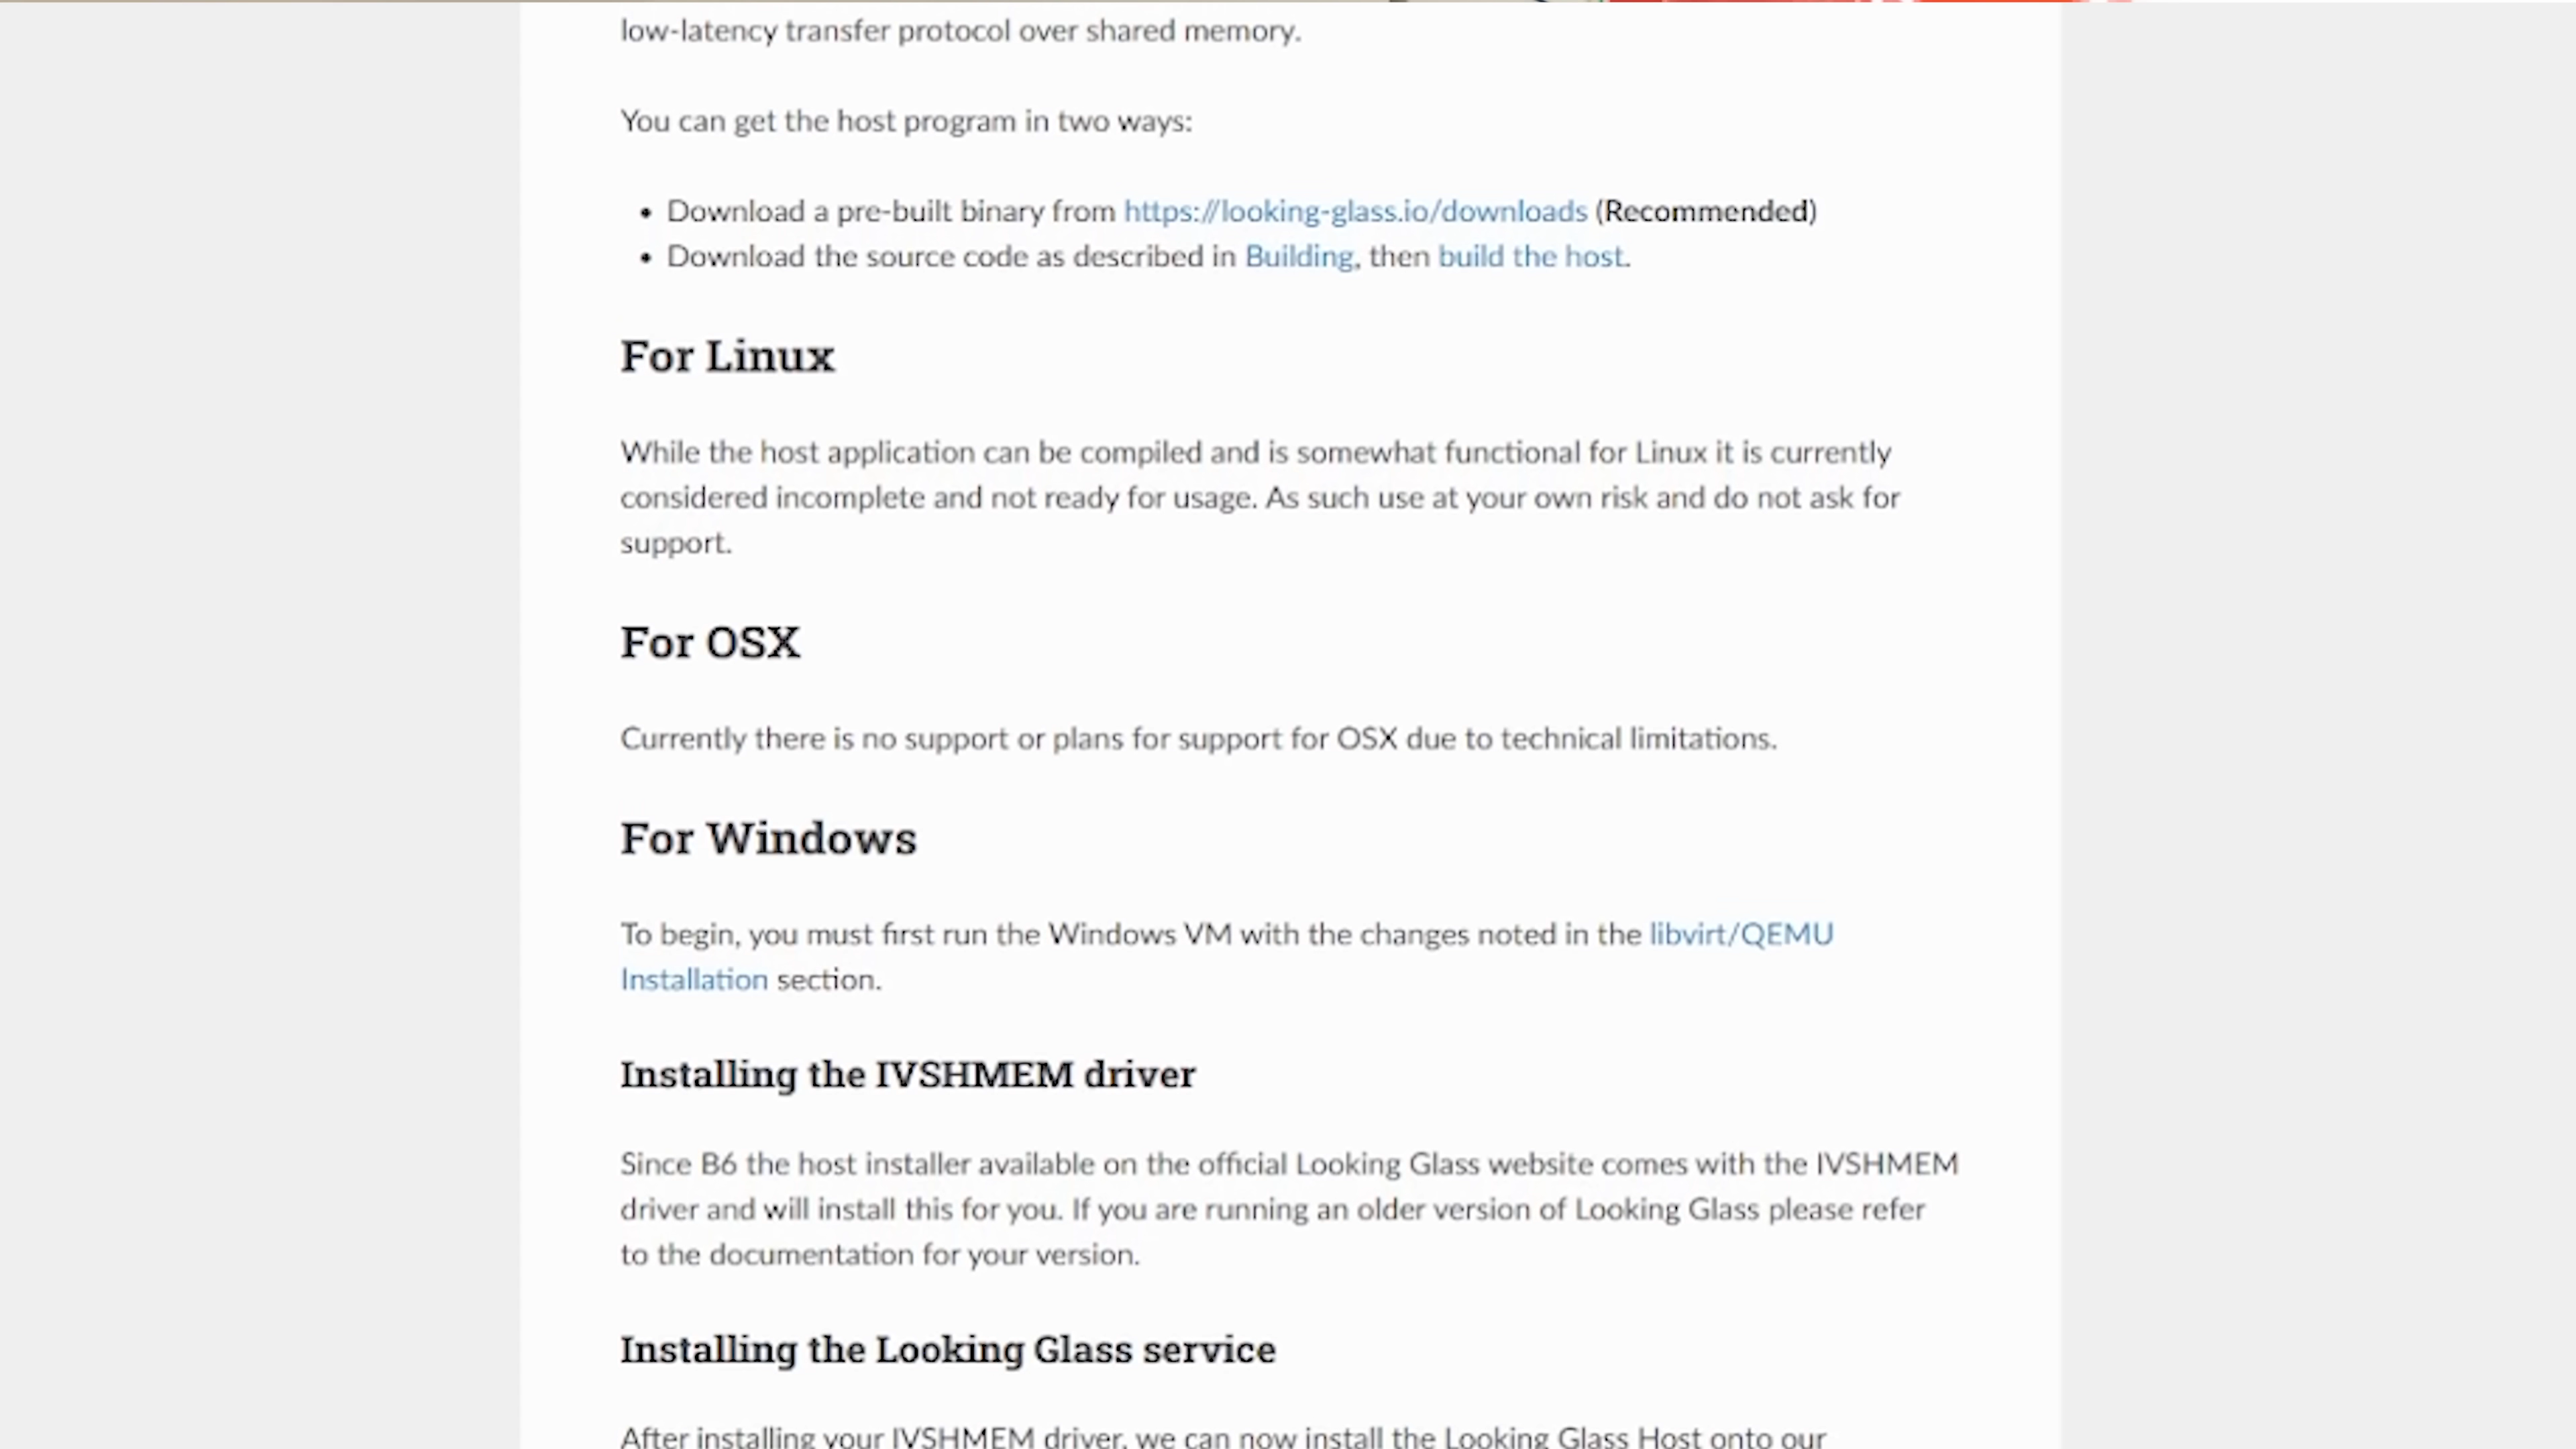 low-latency transfer protocol over shared memory.
You can get the host program in two ways:
• Download a pre-built binary from https://looking-glass.io/downloads (Recommended)
• Download the source code as described in Building, then build the host.
For Linux
While the host application can be compiled and is somewhat functional for Linux it is currently
considered incomplete and not ready for usage. As such use at your own risk and do not ask for
support.
For OSX
Currently there is no support or plans for support for OSX due to technical limitations.
For Windows
To begin, you must first run the Windows VM with the changes noted in the libvirt/QEMU
Installation section.
Installing the IVSHMEM driver
Since B6 the host installer available on the official Looking Glass website comes with the IVSHMEM
driver and will install this for you. If you are running an older version of Looking Glass please refer
to the documentation for your version.
Installing the Looking Glass service
After installing your IVSHMEM driver, we can now install the Looking Glass Host onto our